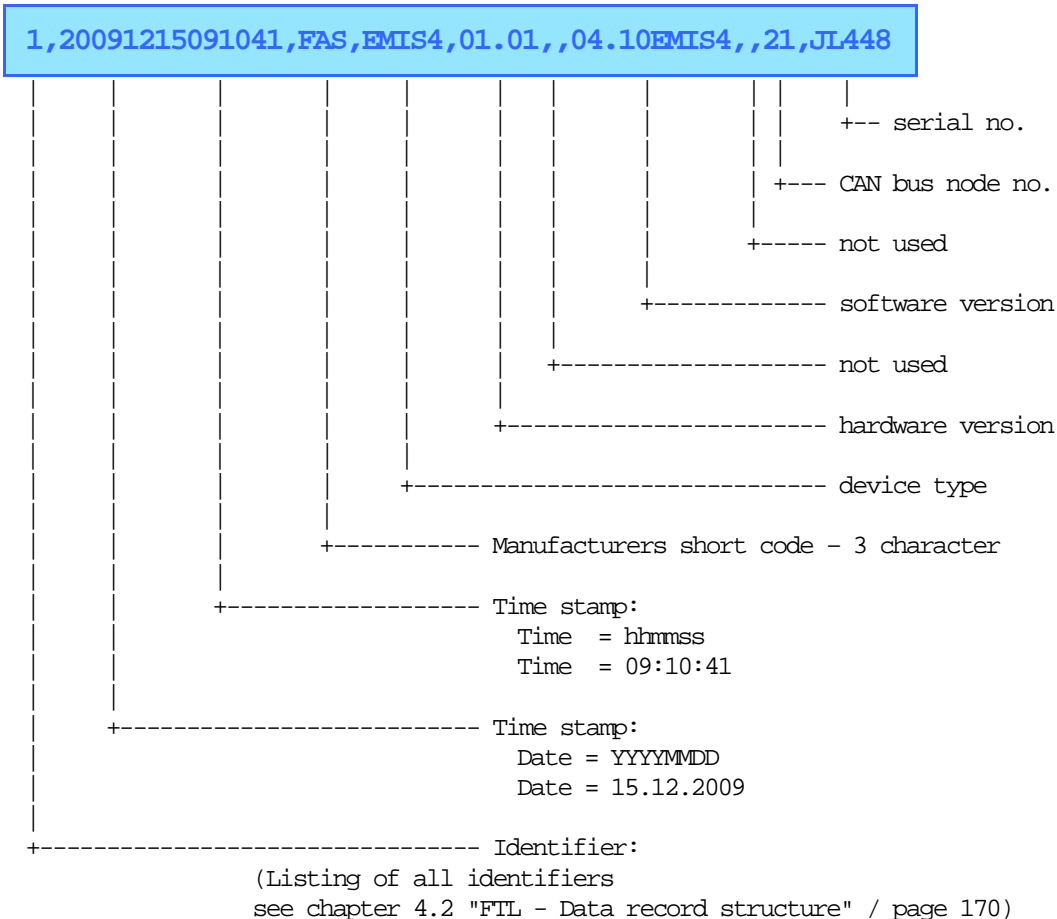 1,20091215091041,FAS,EMIS4,01.01,,04.10EMIS4,,21,JL448
+-- serial no.
+--- CAN bus node no.
+----- not used
+------------- software version
+-------------------- not used
+------------------------ hardware version
+------------------------------- device type
+----------- Manufacturers short code – 3 character
+------------------- Time stamp:
Time = hhmmss
Time = 09:10:41
+--------------------------- Time stamp:
Date = YYYYMMDD
Date = 15.12.2009
+--------------------------------- Identifier:
(Listing of all identifiers
see chapter 4.2 "FTL - Data record structure" / page 170)